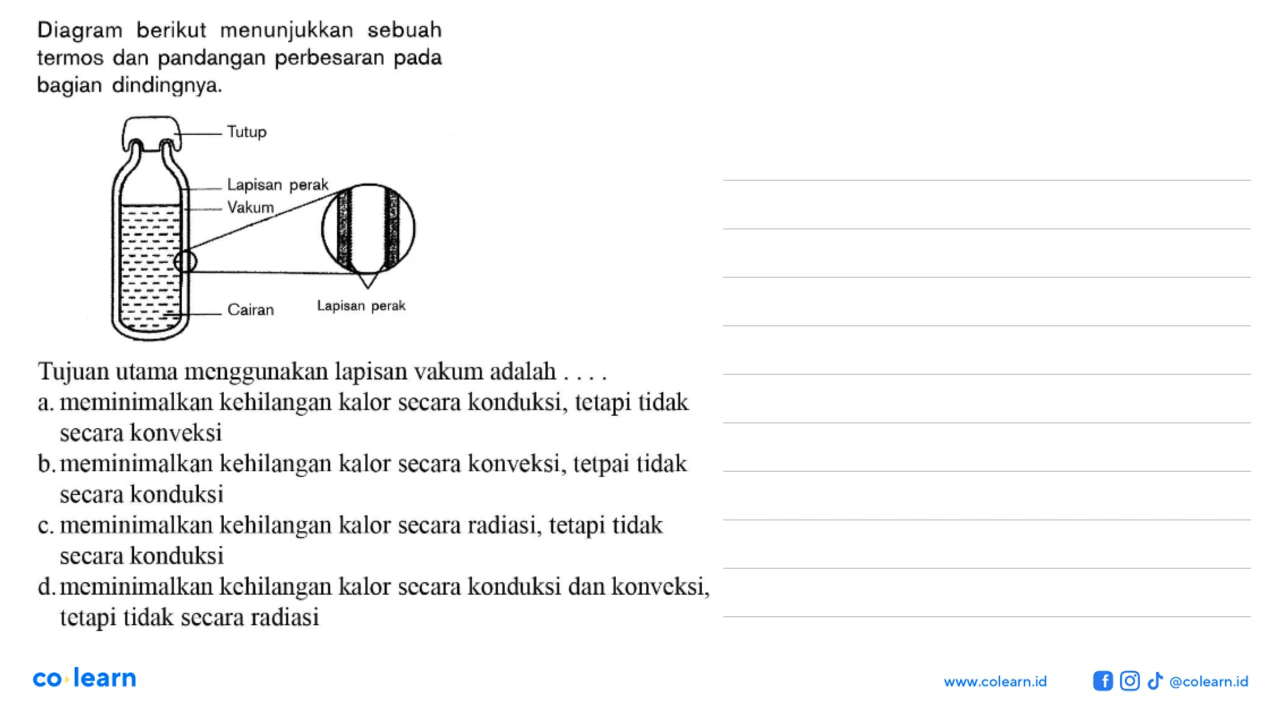 Diagram berikut menunjukkan sebuah
termos dan pandangan perbesaran pada
bagian dindingnya.
Tutup
Lapisan perak
Vakum
Cairan
Lapisan perak
Tujuan utama menggunakan lapisan vakum adalah . . . .
a. meminimalkan kehilangan kalor secara konduksi, tetapi tidak
secara konveksi
b. meminimalkan kehilangan kalor secara konveksi, tetpai tidak
secara konduksi
c. meminimalkan kehilangan kalor secara radiasi, tetapi tidak
secara konduksi
d. meminimalkan kehilangan kalor secara konduksi dan konveksi,
tetapi tidak secara radiasi
co learn
www.colearn.id
@colearn.id